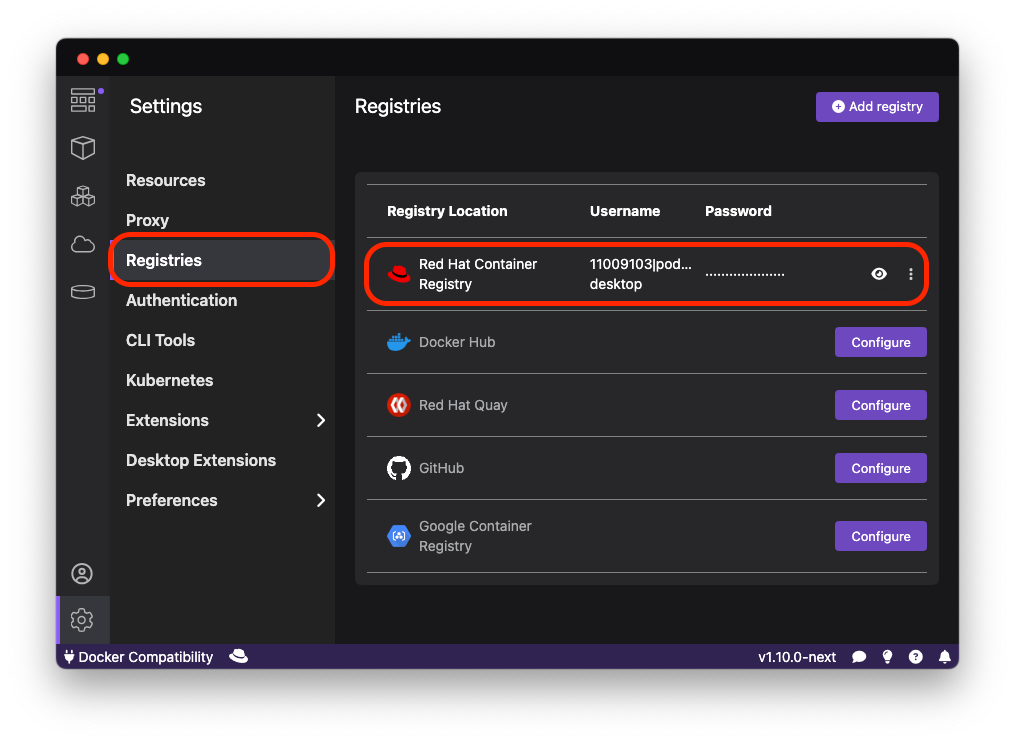 Settings
Resources
Proxy
Registries
Authentication
CLI Tools
Kubernetes
Extensions
Desktop Extensions
Preferences
Registries
Add registry
Registry Location Username Password
Red Hat Container
Registry
11009103|pod...
desktop
····················
Docker Hub Configure
Red Hat Quay Configure
GitHub Configure
Google Container
Registry
Configure
Docker Compatibility
v1.10.0-next